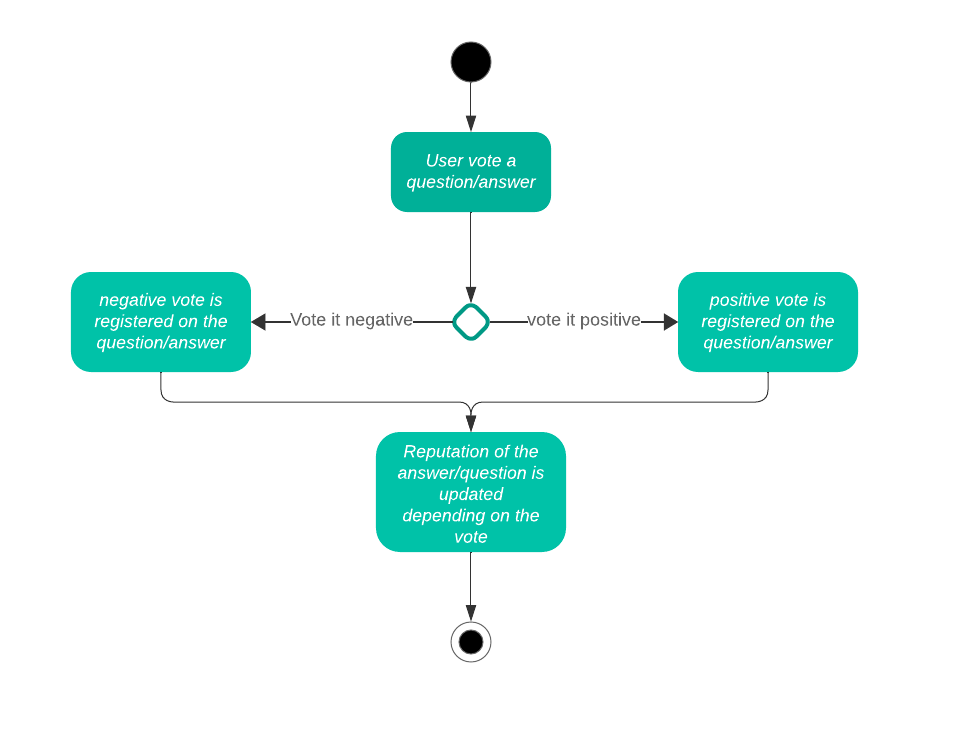 User vote a
question/answer
negative vote is
registered on the
question/answer
Vote it negative
vote it positive
positive vote is
registered on the
question/answer
Reputation of the
answer/question is
updated
depending on the
vote